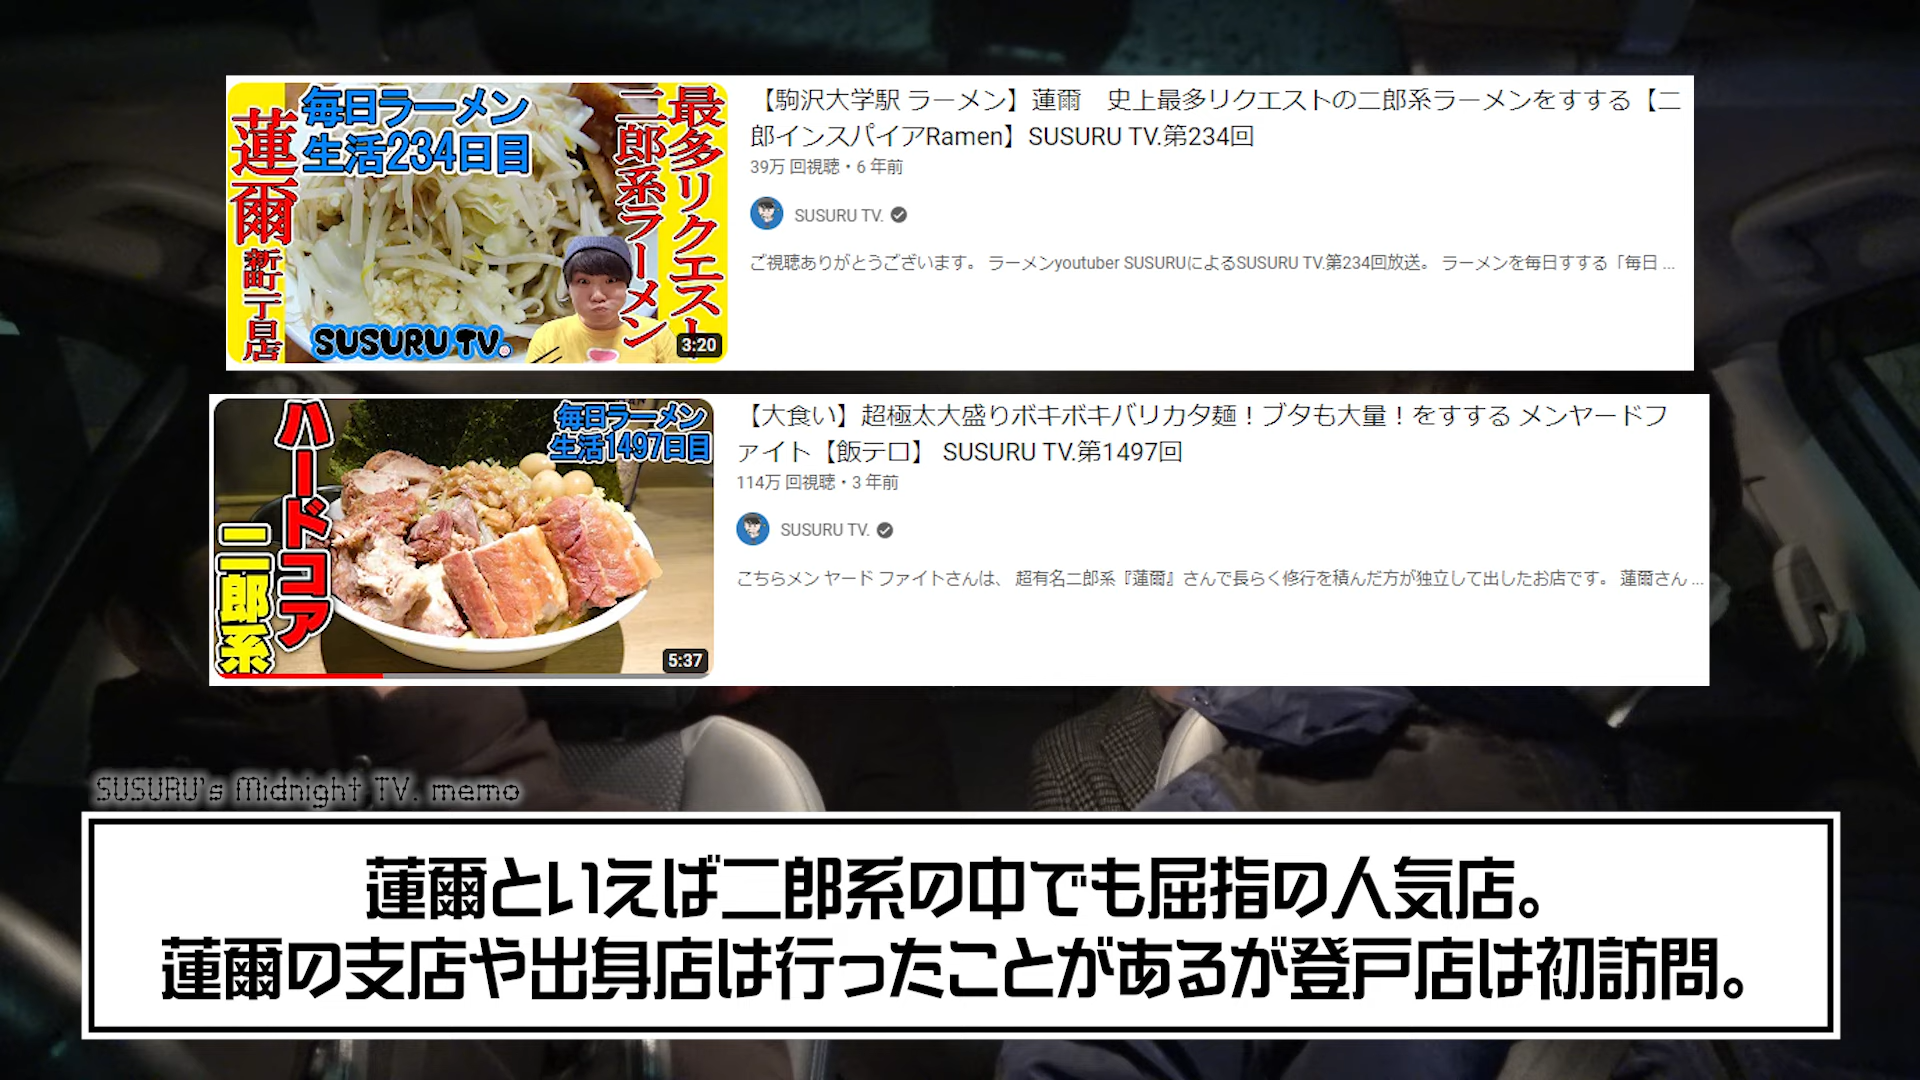 最多リクエスト
二郎系ラーメン
毎日ラーメン
生活234日目
蓮爾
新町一丁目店
SUSURU TV.
3:20
【駒沢大学駅 ラーメン】蓮爾　史上最多リクエストの二郎系ラーメンをすする【二
郎インスパイアRamen】SUSURU TV.第234回
39万 回視聴・6 年前
SUSURU TV.
ご視聴ありがとうございます。 ラーメンyoutuber SUSURUによるSUSURU TV.第234回放送。 ラーメンを毎日すする「毎日 ...
毎日ラーメン
生活1497日目
ハードコア
二郎系
5:37
【大食い】超極太大盛りボキボキバリカタ麺！ブタも大量！をすする メンヤードフ
ァイト【飯テロ】 SUSURU TV.第1497回
114万 回視聴・3 年前
SUSURU TV.
こちらメン ヤード ファイトさんは、 超有名二郎系『蓮爾』さんで長らく修行を積んだ方が独立して出したお店です。 蓮爾さん ...
SUSURU's Midnight TV. memo
蓮爾といえば二郎系の中でも屈指の人気店。
蓮爾の支店や出身店は行ったことがあるが登戸店は初訪問。